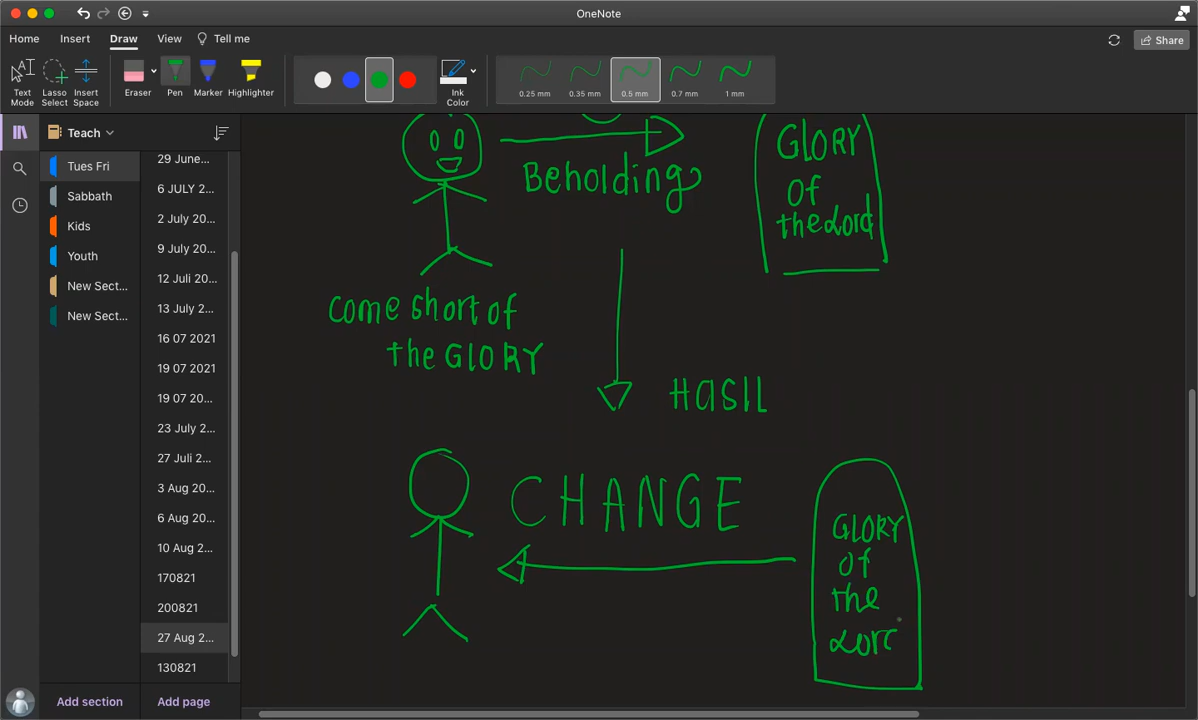 OneNote
Home Insert Draw View Tell me
Share
Text Mode
Lasso Select
Insert Space
Eraser
Pen
Marker
Highlighter
Ink Color
0.25 mm
0.35 mm
0.5 mm
0.7 mm
1 mm
Teach
Tues Fri
Sabbath
Kids
Youth
New Sect...
New Sect...
29 June...
6 JULY 2...
2 July 20...
9 July 20...
12 Juli 20...
13 July 2...
16 07 2021
19 07 2021
19 07 202...
23 July 2...
27 Juli 2...
3 Aug 20...
6 Aug 20...
10 Aug 2...
170821
200821
27 Aug 2...
130821
Add section
Add page
Beholding
GLORY
of
the Lord
come short of
the GLORY
HasIL
CHANGE
GLORY
of
the
Lorc